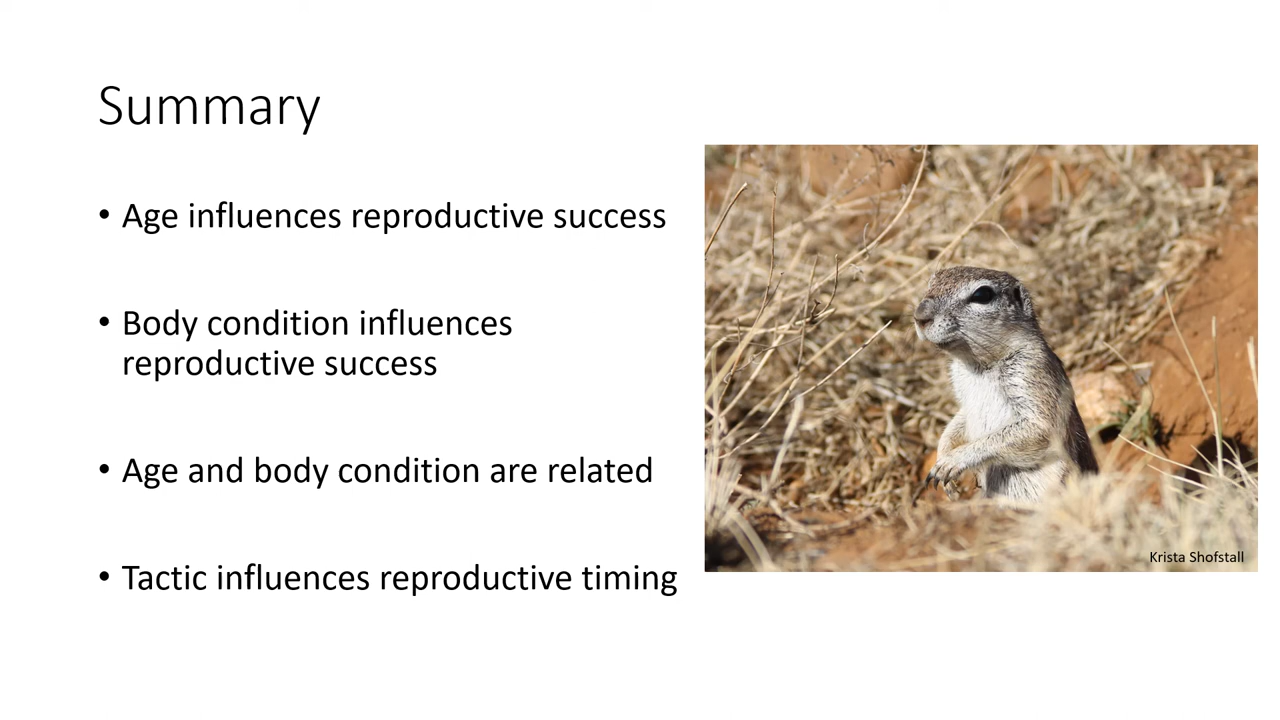 Summary
• Age influences reproductive success
• Body condition influences
reproductive success
• Age and body condition are related
• Tactic influences reproductive timing
Krista Shofstall